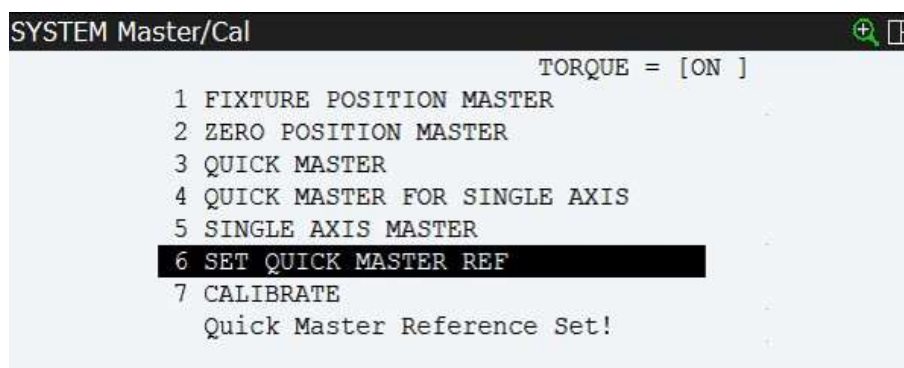 SYSTEM Master/Cal
TORQUE = [ON ]
1 FIXTURE POSITION MASTER
2 ZERO POSITION MASTER
3 QUICK MASTER
4 QUICK MASTER FOR SINGLE AXIS
5 SINGLE AXIS MASTER
6 SET QUICK MASTER REF
7 CALIBRATE
Quick Master Reference Set!